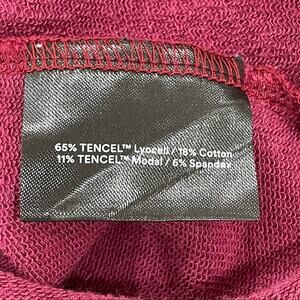 65% TENCEL™ Lyocell / 18% Cotton
11% TENCEL™ Modal / 6% Spandex